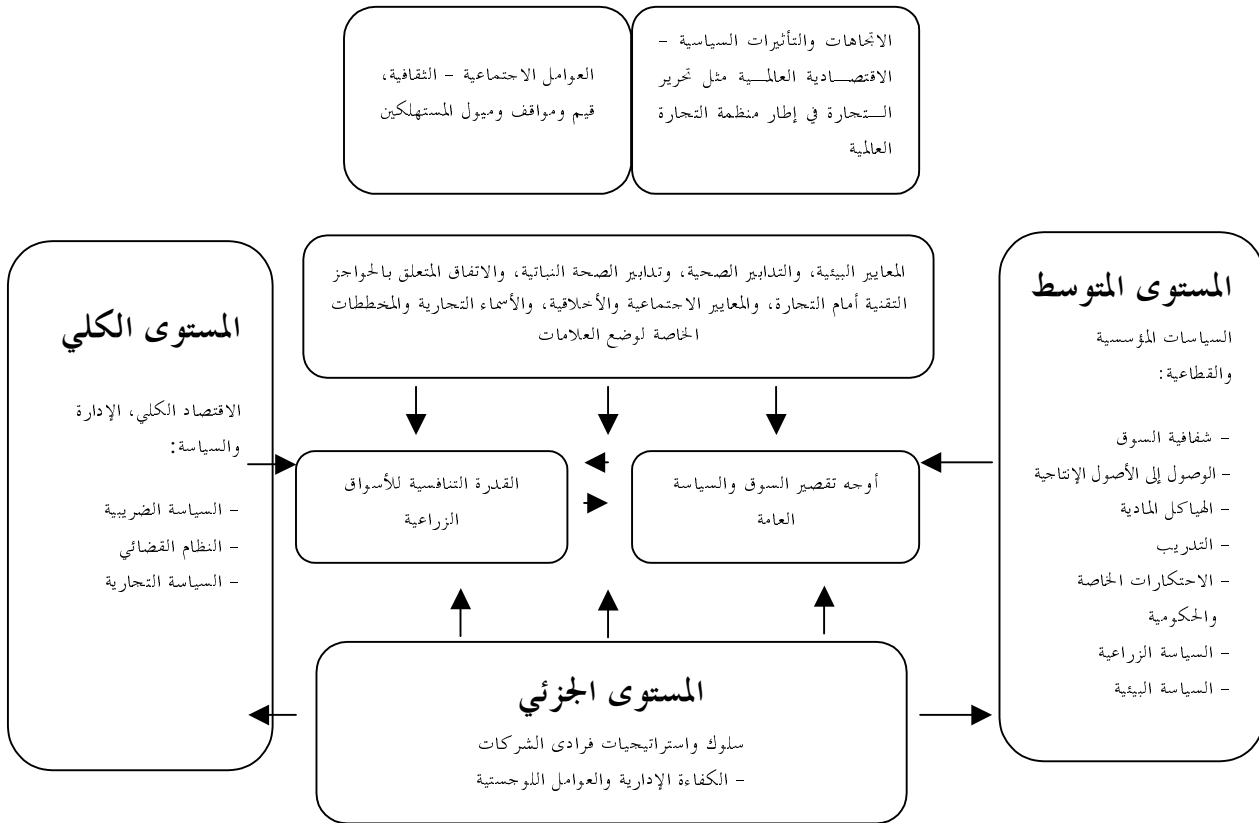 الاتجاهات والتأثيرات السياسية –
الاقتصادية العالمية مثل تحرير
التجارة في إطار منظمة التجارة
العالمية
العوامل الاجتماعية – الثقافية،
قيم ومواقف وميول المستهلكين
المستوى المتوسط
السياسات المؤسسية
والقطاعية:
– شفافية السوق
– الوصول إلى الأصول الإنتاجية
– الهياكل المادية
– التدريب
– الاحتكارات الخاصة
والحكومية
– السياسة الزراعية
– السياسة البيئية
المعايير البيئية، والتدابير الصحية، وتدابير الصحة النباتية، والاتفاق المتعلق بالحواجز
التقنية أمام التجارة، والمعايير الاجتماعية والأخلاقية، والأسماء التجارية والمخططات
الخاصة لوضع العلامات
أوجه تقصير السوق والسياسة
العامة
القدرة التنافسية للأسواق
الزراعية
المستوى الكلي
الاقتصاد الكلي، الإدارة
والسياسة:
– السياسة الضريبية
– النظام القضائي
– السياسة التجارية
المستوى الجزئي
سلوك واستراتيجيات فرادى الشركات
– الكفاءة الإدارية والعوامل اللوجستية